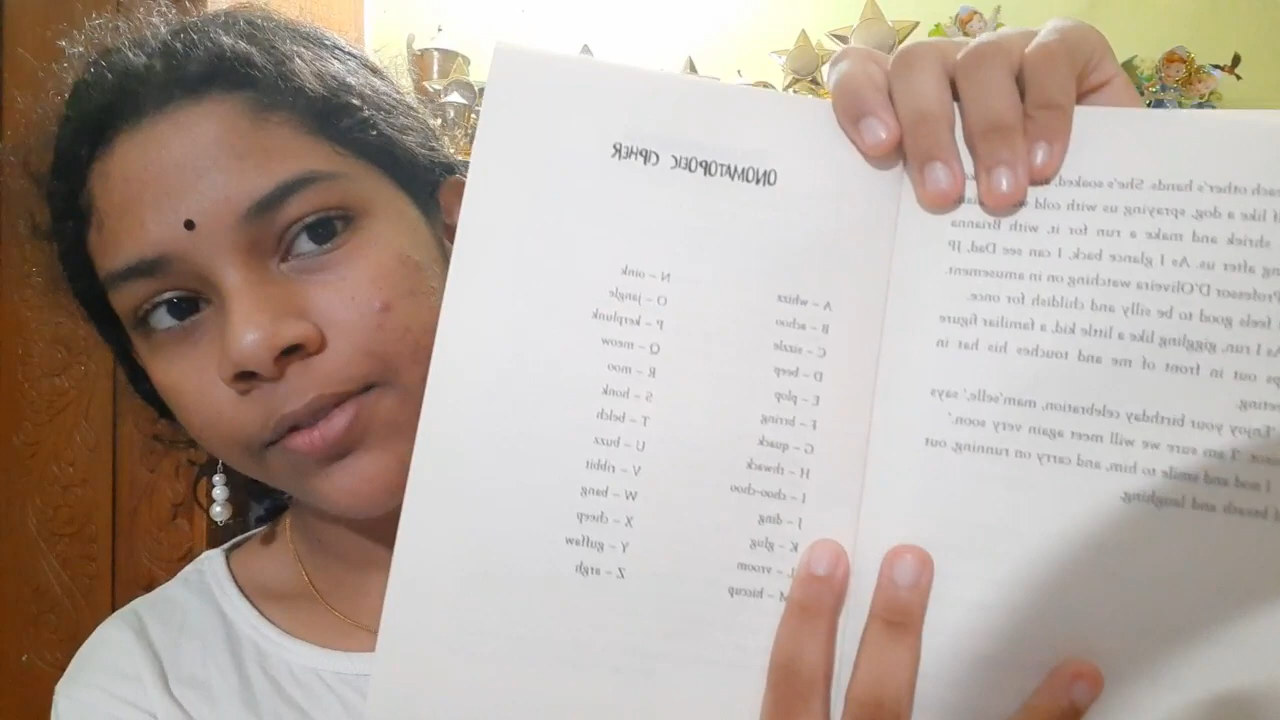 each other's hands. She's soaked,
like a dog, spraying us with cold
shriek and make a run for it, with Brianna
after us. As I glance back, I can see Dad, JP
D'Oliveira watching on in amusement.
feels good to be silly and childish for once.
As I run, giggling like a little kid, a familiar figure
out in front of me and touches his hat in
'Enjoy your birthday celebration, mam'selle,' says
'I am sure we will meet again very soon.'
I nod and smile to him, and carry on running, out
breath and laughing.
ONOMATOPOEIC CIPHER
A – whizz
B – achoo
C – sizzle
D – beep
E – plop
F – bring
G – quack
H – thwack
I – choo-choo
J – ding
K – glug
L – vroom
M – hiccup
N – oink
O – jangle
P – kerplunk
Q – meow
R – moo
S – honk
T – belch
U – buzz
V – ribbit
W – bang
X – cheep
Y – guffaw
Z – argh